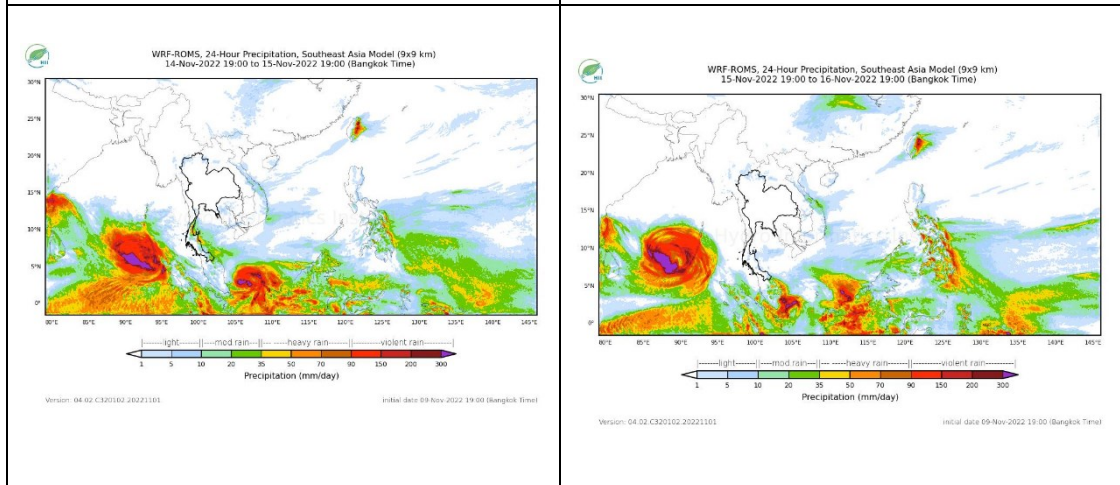 WRF-ROMS, 24-Hour Precipitation, Southeast Asia Model (9x9 km)
14-Nov-2022 19:00 to 15-Nov-2022 19:00 (Bangkok Time)
30°N
25°N
20°N
15°N
10°N
5°N
0°
80°E 85°E 90°E 95°E 100°E 105°E 110°E 115°E 120°E 125°E 130°E 135°E 140°E 145°E
|-------light-------||----mod rain---||--- -----heavy rain-------||-----------violent rain----------|
1 5 10 20 35 50 70 90 150 200 300
Precipitation (mm/day)
Version: 04.02.C320102.20221101 initial date 09-Nov-2022 19:00 (Bangkok Time)
WRF-ROMS, 24-Hour Precipitation, Southeast Asia Model (9x9 km)
15-Nov-2022 19:00 to 16-Nov-2022 19:00 (Bangkok Time)
30°N
25°N
20°N
15°N
10°N
5°N
0°
80°E 85°E 90°E 95°E 100°E 105°E 110°E 115°E 120°E 125°E 130°E 135°E 140°E 145°E
|-------light-------||----mod rain---||--- -----heavy rain-------||-----------violent rain----------|
1 5 10 20 35 50 70 90 150 200 300
Precipitation (mm/day)
Version: 04.02.C320102.20221101 initial date 09-Nov-2022 19:00 (Bangkok Time)